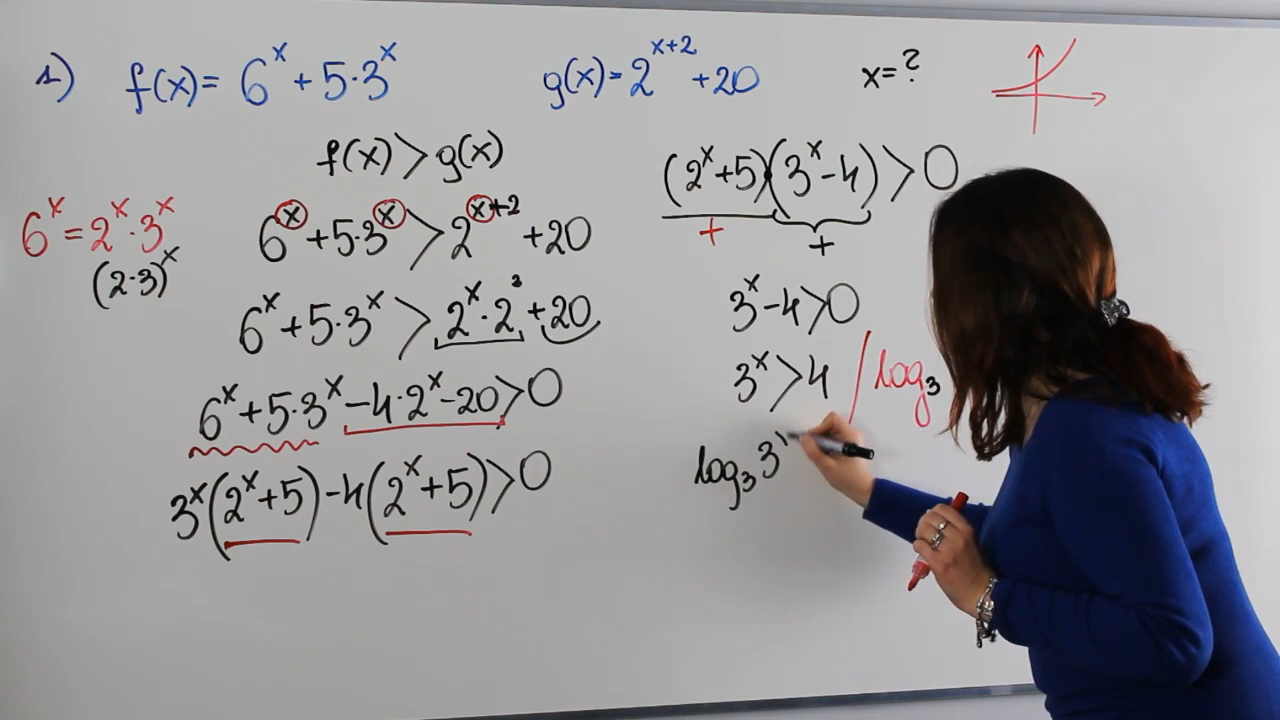 1) f(x)= 6^x + 5·3^x g(x)= 2^{x+2} +20 x=?
f(x)>g(x)
6^x = 2^x · 3^x
(2·3)^x
6^x +5·3^x > 2^{x+2} +20
6^x + 5·3^x > 2^x · 2^2 +20
6^x +5·3^x -4·2^x -20>0
3^x (2^x +5) -4(2^x +5)>0
(2^x +5)(3^x -4) >0
+ +
3^x -4>0
3^x >4 / log_3
log_3 3